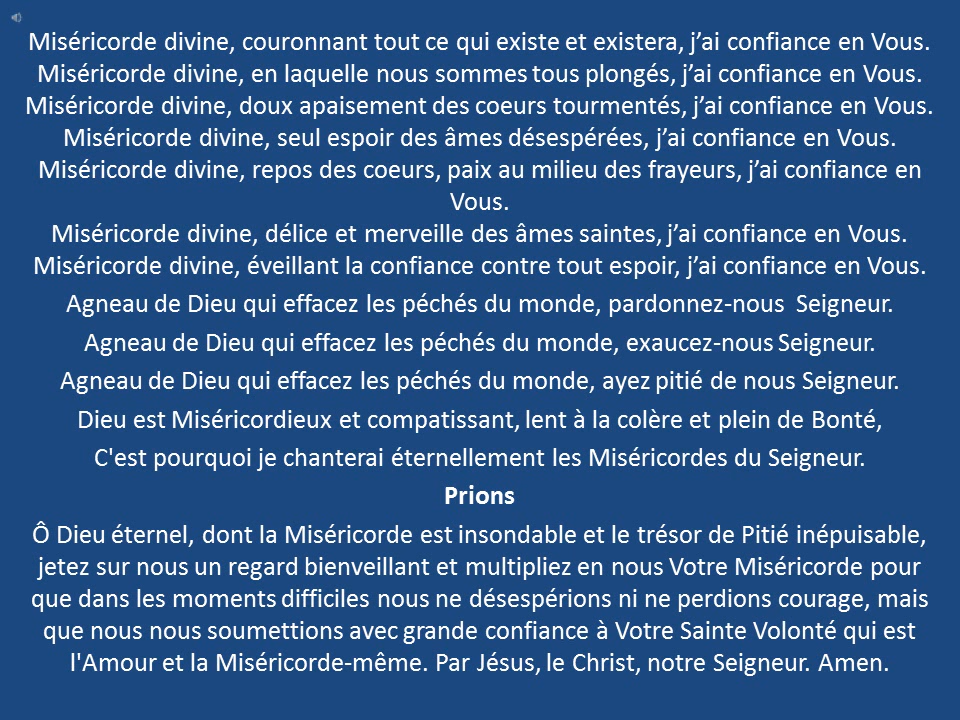 Miséricorde divine, couronnant tout ce qui existe et existera, j’ai confiance en Vous.
Miséricorde divine, en laquelle nous sommes tous plongés, j’ai confiance en Vous.
Miséricorde divine, doux apaisement des coeurs tourmentés, j’ai confiance en Vous.
Miséricorde divine, seul espoir des âmes désespérées, j’ai confiance en Vous.
Miséricorde divine, repos des coeurs, paix au milieu des frayeurs, j’ai confiance en
Vous.
Miséricorde divine, délice et merveille des âmes saintes, j’ai confiance en Vous.
Miséricorde divine, éveillant la confiance contre tout espoir, j’ai confiance en Vous.
Agneau de Dieu qui effacez les péchés du monde, pardonnez-nous  Seigneur.
Agneau de Dieu qui effacez les péchés du monde, exaucez-nous Seigneur.
Agneau de Dieu qui effacez les péchés du monde, ayez pitié de nous Seigneur.
Dieu est Miséricordieux et compatissant, lent à la colère et plein de Bonté,
C'est pourquoi je chanterai éternellement les Miséricordes du Seigneur.
Prions
Ô Dieu éternel, dont la Miséricorde est insondable et le trésor de Pitié inépuisable,
jetez sur nous un regard bienveillant et multipliez en nous Votre Miséricorde pour
que dans les moments difficiles nous ne désespérions ni ne perdions courage, mais
que nous nous soumettions avec grande confiance à Votre Sainte Volonté qui est
l'Amour et la Miséricorde-même. Par Jésus, le Christ, notre Seigneur. Amen.